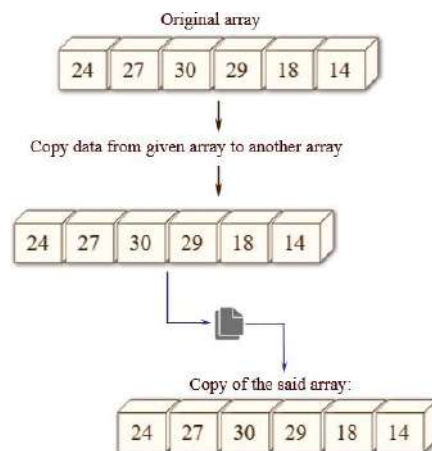 Original array
24 27 30 29 18 14
Copy data from given array to another array
24 27 30 29 18 14
Copy of the said array:
24 27 30 29 18 14